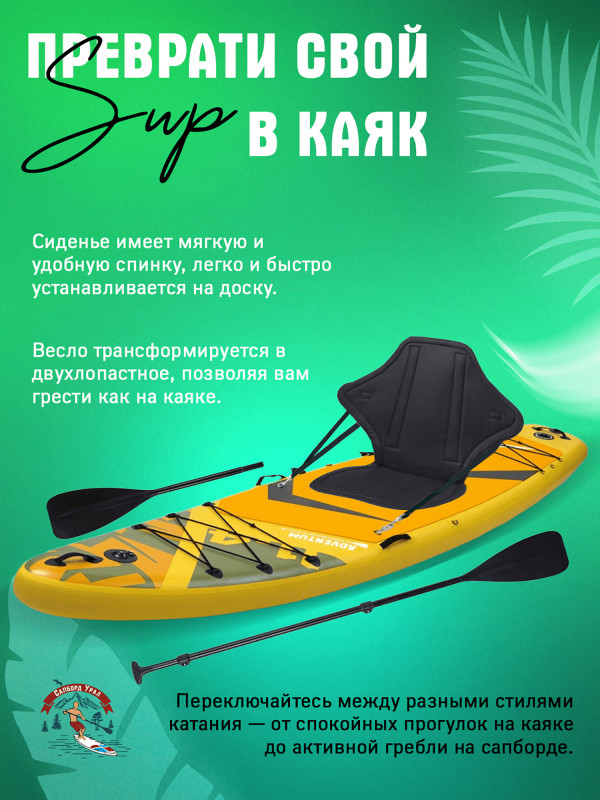 ПРЕВРАТИ СВОЙ
Sup В КАЯК
Сиденье имеет мягкую и
удобную спинку, легко и быстро
устанавливается на доску.
Весло трансформируется в
двухлопастное, позволяя вам
грести как на каяке.
ADVENTUM
Сапборд Урал
Переключайтесь между разными стилями
катания — от спокойных прогулок на каяке
до активной гребли на сапборде.